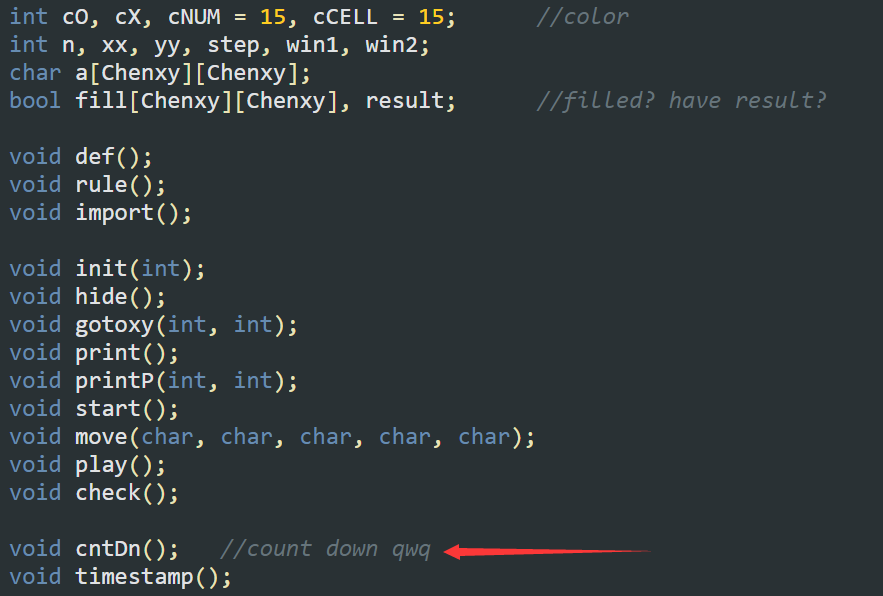 int cO, cX, cNUM = 15, cCELL = 15;      //color
int n, xx, yy, step, win1, win2;
char a[Chenxy][Chenxy];
bool fill[Chenxy][Chenxy], result;      //filled? have result?
void def();
void rule();
void import();
void init(int);
void hide();
void gotoxy(int, int);
void print();
void printP(int, int);
void start();
void move(char, char, char, char, char);
void play();
void check();
void cntDn();   //count down qwq
void timestamp();